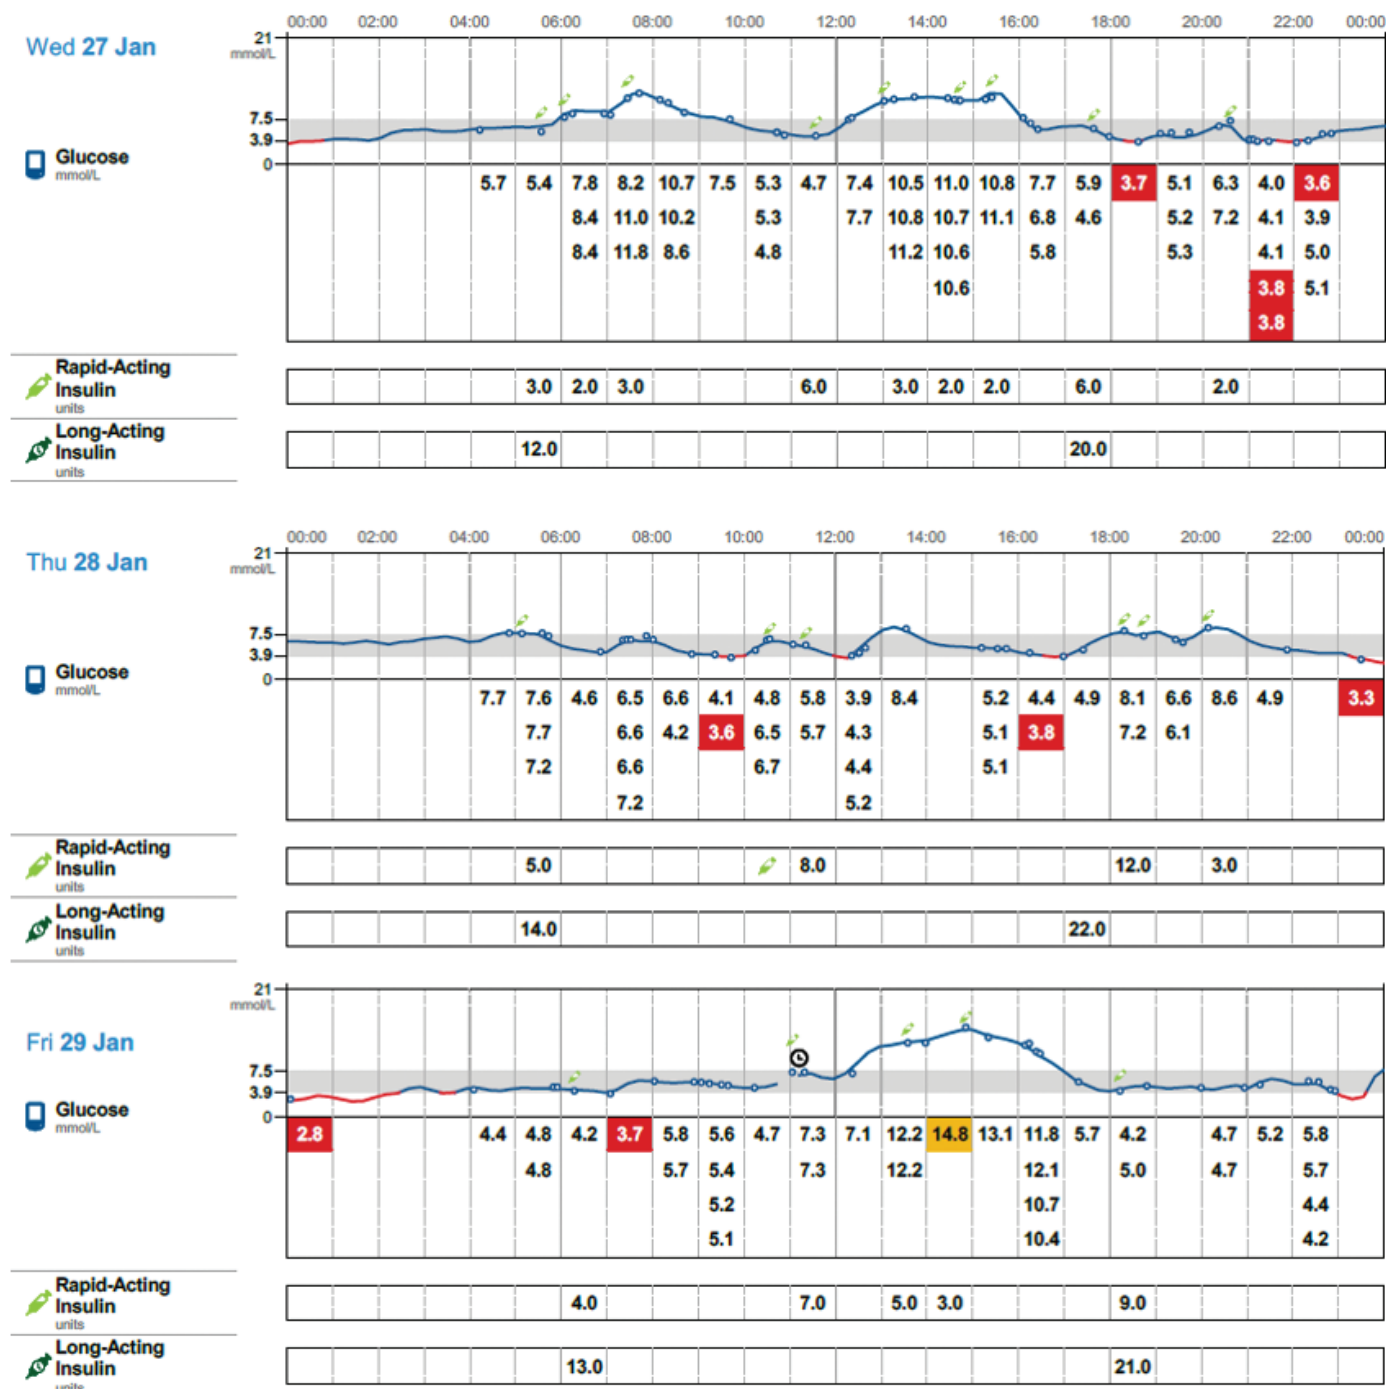 00:00 02:00 04:00 06:00 08:00 10:00 12:00 14:00 16:00 18:00 20:00 22:00 00:00
Wed 27 Jan
21
mmol/L
7.5
3.9
0
Glucose
mmol/L
5.7 5.4 7.8 8.2 10.7 7.5 5.3 4.7 7.4 10.5 11.0 10.8 7.7 5.9 3.7 5.1 6.3 4.0 3.6
8.4 11.0 10.2 5.3 7.7 10.8 10.7 11.1 6.8 4.6 5.2 7.2 4.1 3.9
8.4 11.8 8.6 4.8 11.2 10.6 5.8 5.3 4.1 5.0
10.6 3.8 5.1
3.8
Rapid-Acting
Insulin
units
3.0 2.0 3.0 6.0 3.0 2.0 2.0 6.0 2.0
Long-Acting
Insulin
units
12.0 20.0
00:00 02:00 04:00 06:00 08:00 10:00 12:00 14:00 16:00 18:00 20:00 22:00 00:00
Thu 28 Jan
21
mmol/L
7.5
3.9
0
Glucose
mmol/L
7.7 7.6 4.6 6.5 6.6 4.1 4.8 5.8 3.9 8.4 5.2 4.4 4.9 8.1 6.6 8.6 4.9 3.3
7.7 6.6 4.2 3.6 6.5 5.7 4.3 5.1 3.8 7.2 6.1
7.2 6.6 6.7 4.4 5.1
7.2 5.2
Rapid-Acting
Insulin
units
5.0 8.0 12.0 3.0
Long-Acting
Insulin
units
14.0 22.0
Fri 29 Jan
21
mmol/L
7.5
3.9
0
Glucose
mmol/L
2.8 4.4 4.8 4.2 3.7 5.8 5.6 4.7 7.3 7.1 12.2 14.8 13.1 11.8 5.7 4.2 4.7 5.2 5.8
4.8 5.7 5.4 7.3 12.2 12.1 5.0 4.7 5.7
5.2 10.7 4.4
5.1 10.4 4.2
Rapid-Acting
Insulin
units
4.0 7.0 5.0 3.0 9.0
Long-Acting
Insulin
units
13.0 21.0